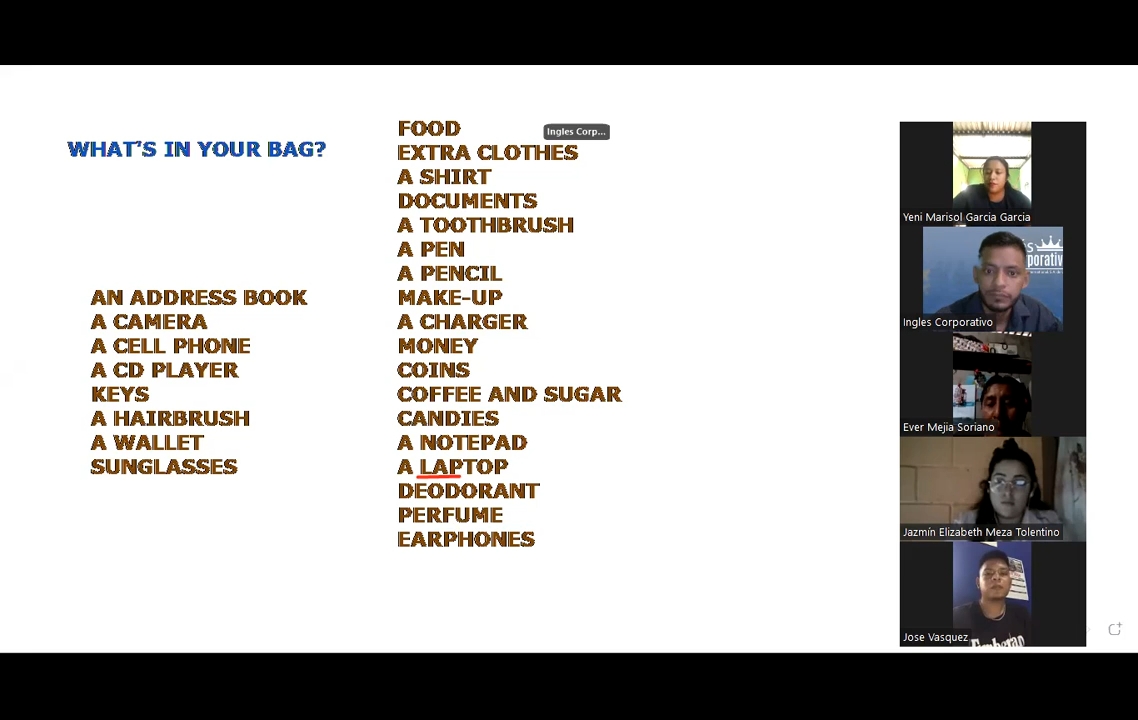 WHAT'S IN YOUR BAG?
AN ADDRESS BOOK
A CAMERA
A CELL PHONE
A CD PLAYER
KEYS
A HAIRBRUSH
A WALLET
SUNGLASSES
FOOD
EXTRA CLOTHES
A SHIRT
DOCUMENTS
A TOOTHBRUSH
A PEN
A PENCIL
MAKE-UP
A CHARGER
MONEY
COINS
COFFEE AND SUGAR
CANDIES
A NOTEPAD
A LAPTOP
DEODORANT
PERFUME
EARPHONES
Ingles Corp...
Yeni Marisol Garcia Garcia
Ingles Corporativo
Ever Mejia Soriano
Jazmín Elizabeth Meza Tolentino
Jose Vasquez